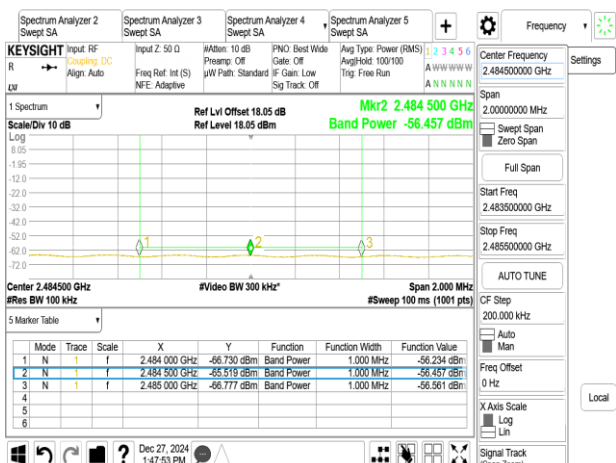 Spectrum Analyzer 2
Swept SA
Spectrum Analyzer 3
Swept SA
Spectrum Analyzer 4
Swept SA
Spectrum Analyzer 5
Swept SA
+
Frequency
KEYSIGHT
R
Input: RF
Coupling: DC
Align: Auto
Input Z: 50 Ω
Freq Ref: Int (S)
NFE: Adaptive
#Atten: 10 dB
Preamp: Off
µW Path: Standard
PNO: Best Wide
Gate: Off
IF Gain: Low
Sig Track: Off
Avg Type: Power (RMS)
Avg|Hold: 100/100
Trig: Free Run
1 2 3 4 5 6
A W W W W W
A N N N N N
1 Spectrum
Scale/Div 10 dB
Ref Lvl Offset 18.05 dB
Ref Level 18.05 dBm
Mkr2 2.484 500 GHz
Band Power -56.457 dBm
Log
8.05
-1.95
-12.0
-22.0
-32.0
-42.0
-52.0
-62.0
-72.0
1
2
3
Center 2.484500 GHz
#Video BW 300 kHz*
Span 2.000 MHz
#Res BW 100 kHz
#Sweep 100 ms (1001 pts)
5 Marker Table
Mode Trace Scale X Y Function Function Width Function Value
1 N 1 f 2.484 000 GHz -66.730 dBm Band Power 1.000 MHz -56.234 dBm
2 N 1 f 2.484 500 GHz -65.519 dBm Band Power 1.000 MHz -56.457 dBm
3 N 1 f 2.485 000 GHz -66.777 dBm Band Power 1.000 MHz -56.561 dBm
4
5
6
?
Dec 27, 2024
1:47:53 PM
Center Frequency
2.484500000 GHz
Settings
Span
2.00000000 MHz
Swept Span
Zero Span
Full Span
Start Freq
2.483500000 GHz
Stop Freq
2.485500000 GHz
AUTO TUNE
CF Step
200.000 kHz
Auto
Man
Freq Offset
0 Hz
X Axis Scale
Log
Lin
Local
Signal Track